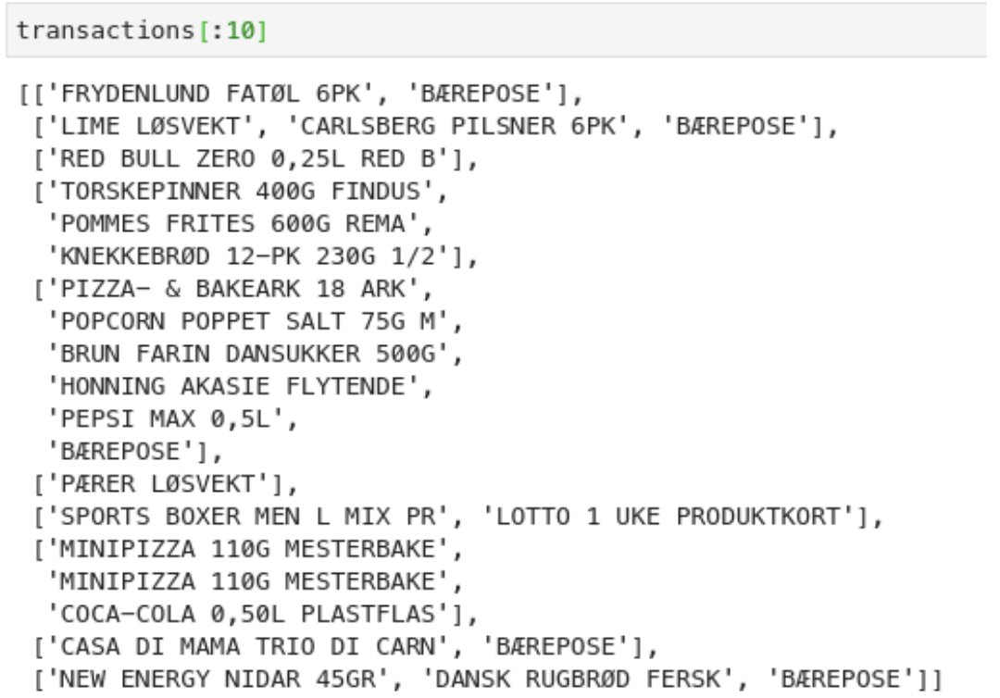 transactions[:10]
[['FRYDENLUND FATØL 6PK', 'BÆREPOSE'],
['LIME LØSVEKT', 'CARLSBERG PILSNER 6PK', 'BÆREPOSE'],
['RED BULL ZERO 0,25L RED B'],
['TORSKEPINNER 400G FINDUS',
'POMMES FRITES 600G REMA',
'KNEKKEBRØD 12-PK 230G 1/2'],
['PIZZA- & BAKEARK 18 ARK',
'POPCORN POPPET SALT 75G M',
'BRUN FARIN DANSUKKER 500G',
'HONNING AKASIE FLYTENDE',
'PEPSI MAX 0,5L',
'BÆREPOSE'],
['PÆRER LØSVEKT'],
['SPORTS BOXER MEN L MIX PR', 'LOTTO 1 UKE PRODUKTKORT'],
['MINIPIZZA 110G MESTERBAKE',
'MINIPIZZA 110G MESTERBAKE',
'COCA-COLA 0,50L PLASTFLAS'],
['CASA DI MAMA TRIO DI CARN', 'BÆREPOSE'],
['NEW ENERGY NIDAR 45GR', 'DANSK RUGBRØD FERSK', 'BÆREPOSE']]